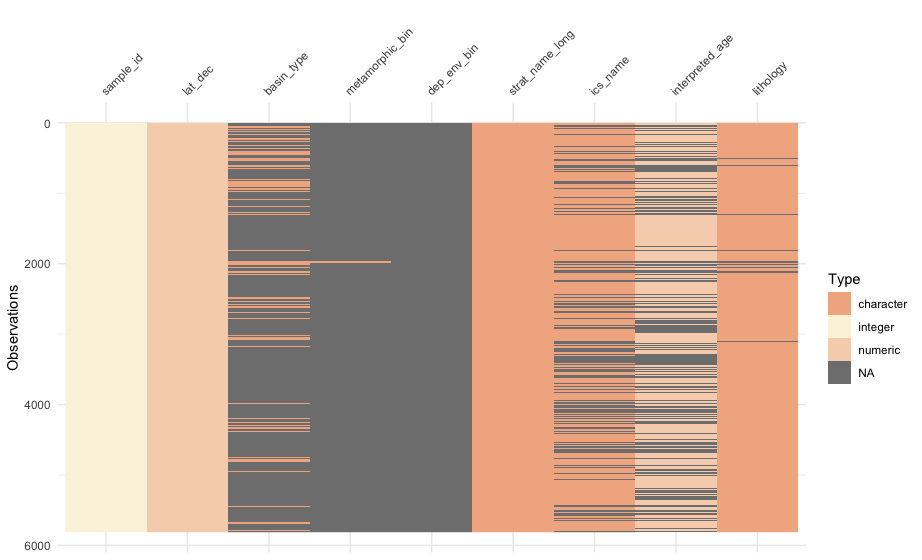 sample_id
lat_dec
basin_type
metamorphic_bin
dep_env_bin
strat_name_long
ics_name
interpreted_age
lithology
0
2000
4000
6000
Observations
Type
character
integer
numeric
NA